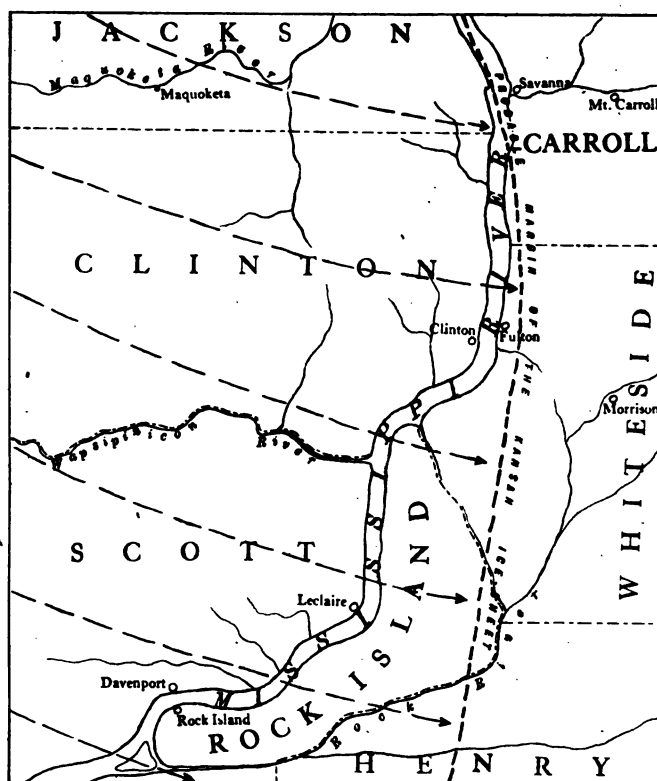 JACKSON
Maquoketa River
Maquoketa
Savanna
Mt. Carroll
CARROLL
PROBABLE MARGIN OF THE KANSAN ICE SHEET
CLINTON
Clinton
Fulton
WHITESIDE
Morrison
MISSISSIPPI RIVER
Wapsipinicon River
SCOTT
Leclaire
ROCK ISLAND
Davenport
Rock Island
Rock River
HENRY